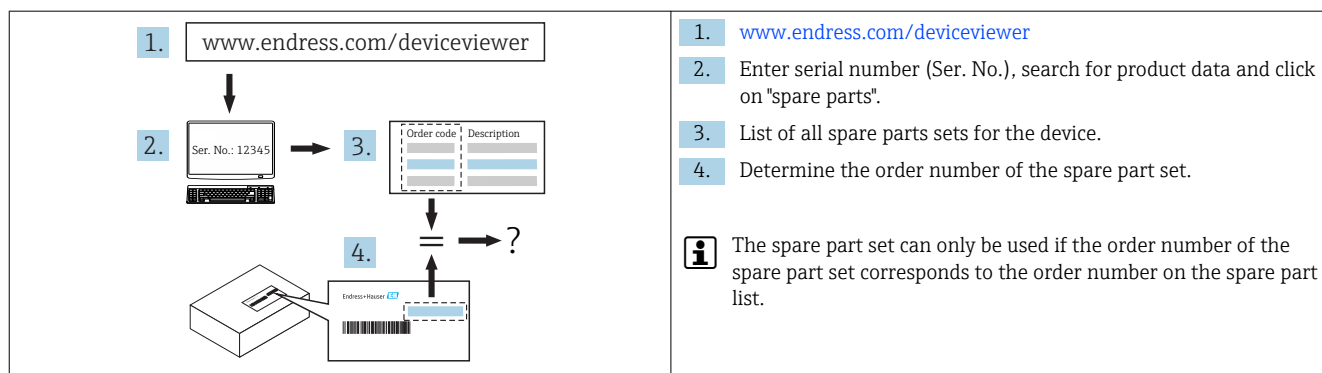 1.
www.endress.com/deviceviewer
2.
Ser. No.: 12345
3.
Order code
Description
=
?
4.
Endress+Hauser EH
1. www.endress.com/deviceviewer
2. Enter serial number (Ser. No.), search for product data and click
on "spare parts".
3. List of all spare parts sets for the device.
4. Determine the order number of the spare part set.
i
The spare part set can only be used if the order number of the
spare part set corresponds to the order number on the spare part
list.